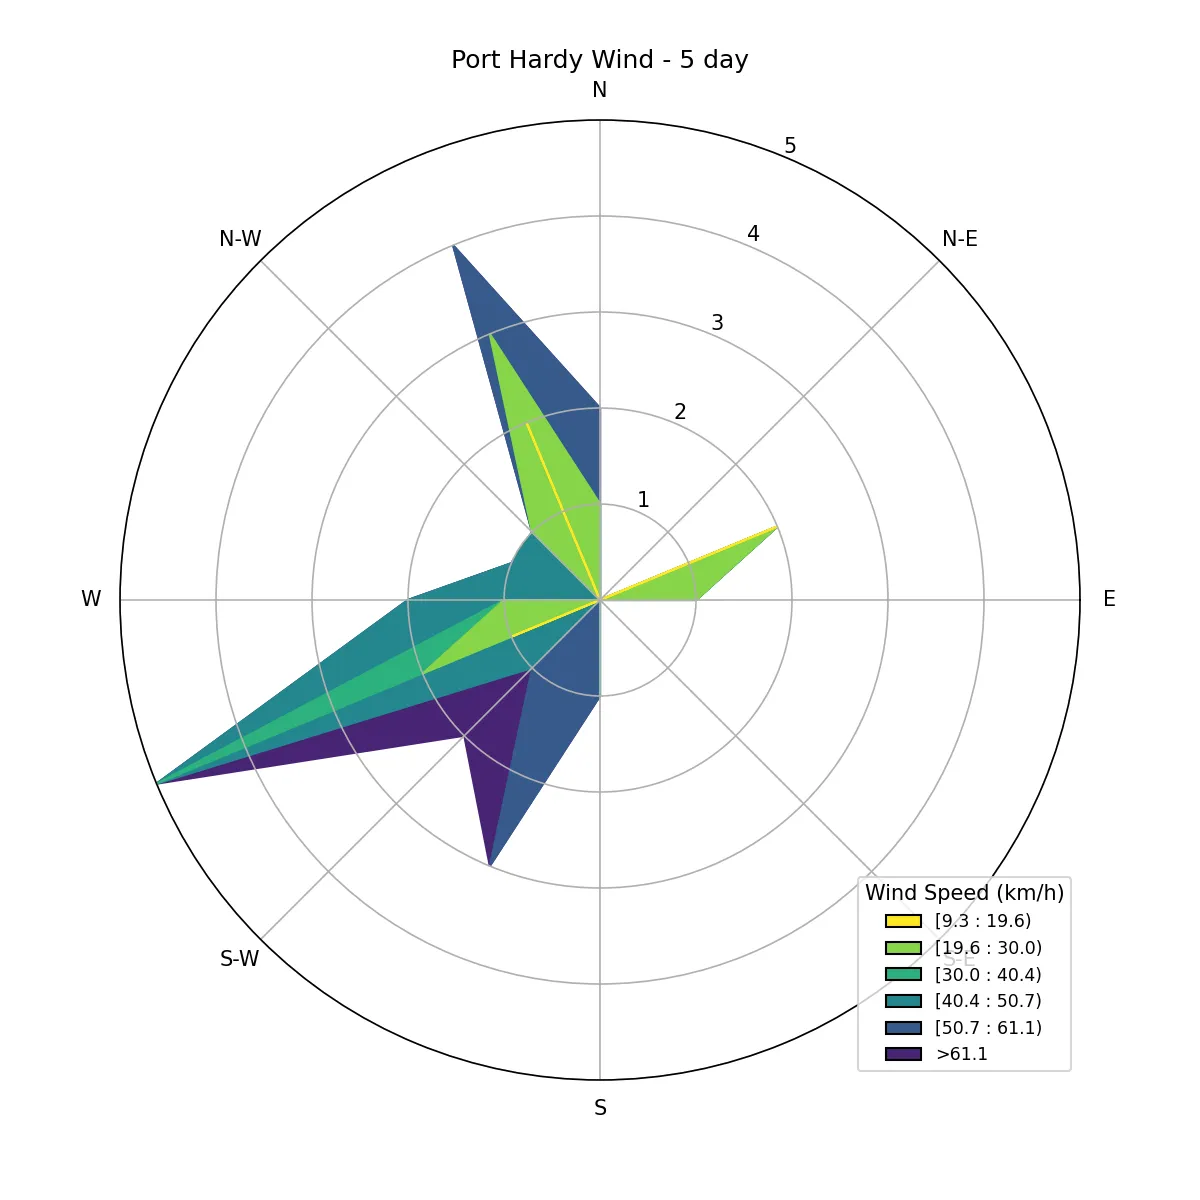 Port Hardy Wind - 5 day
N
5
N-W
4
N-E
3
2
1
W
E
S-W
S-E
S
Wind Speed (km/h)
[9.3 : 19.6)
[19.6 : 30.0)
[30.0 : 40.4)
[40.4 : 50.7)
[50.7 : 61.1)
>61.1